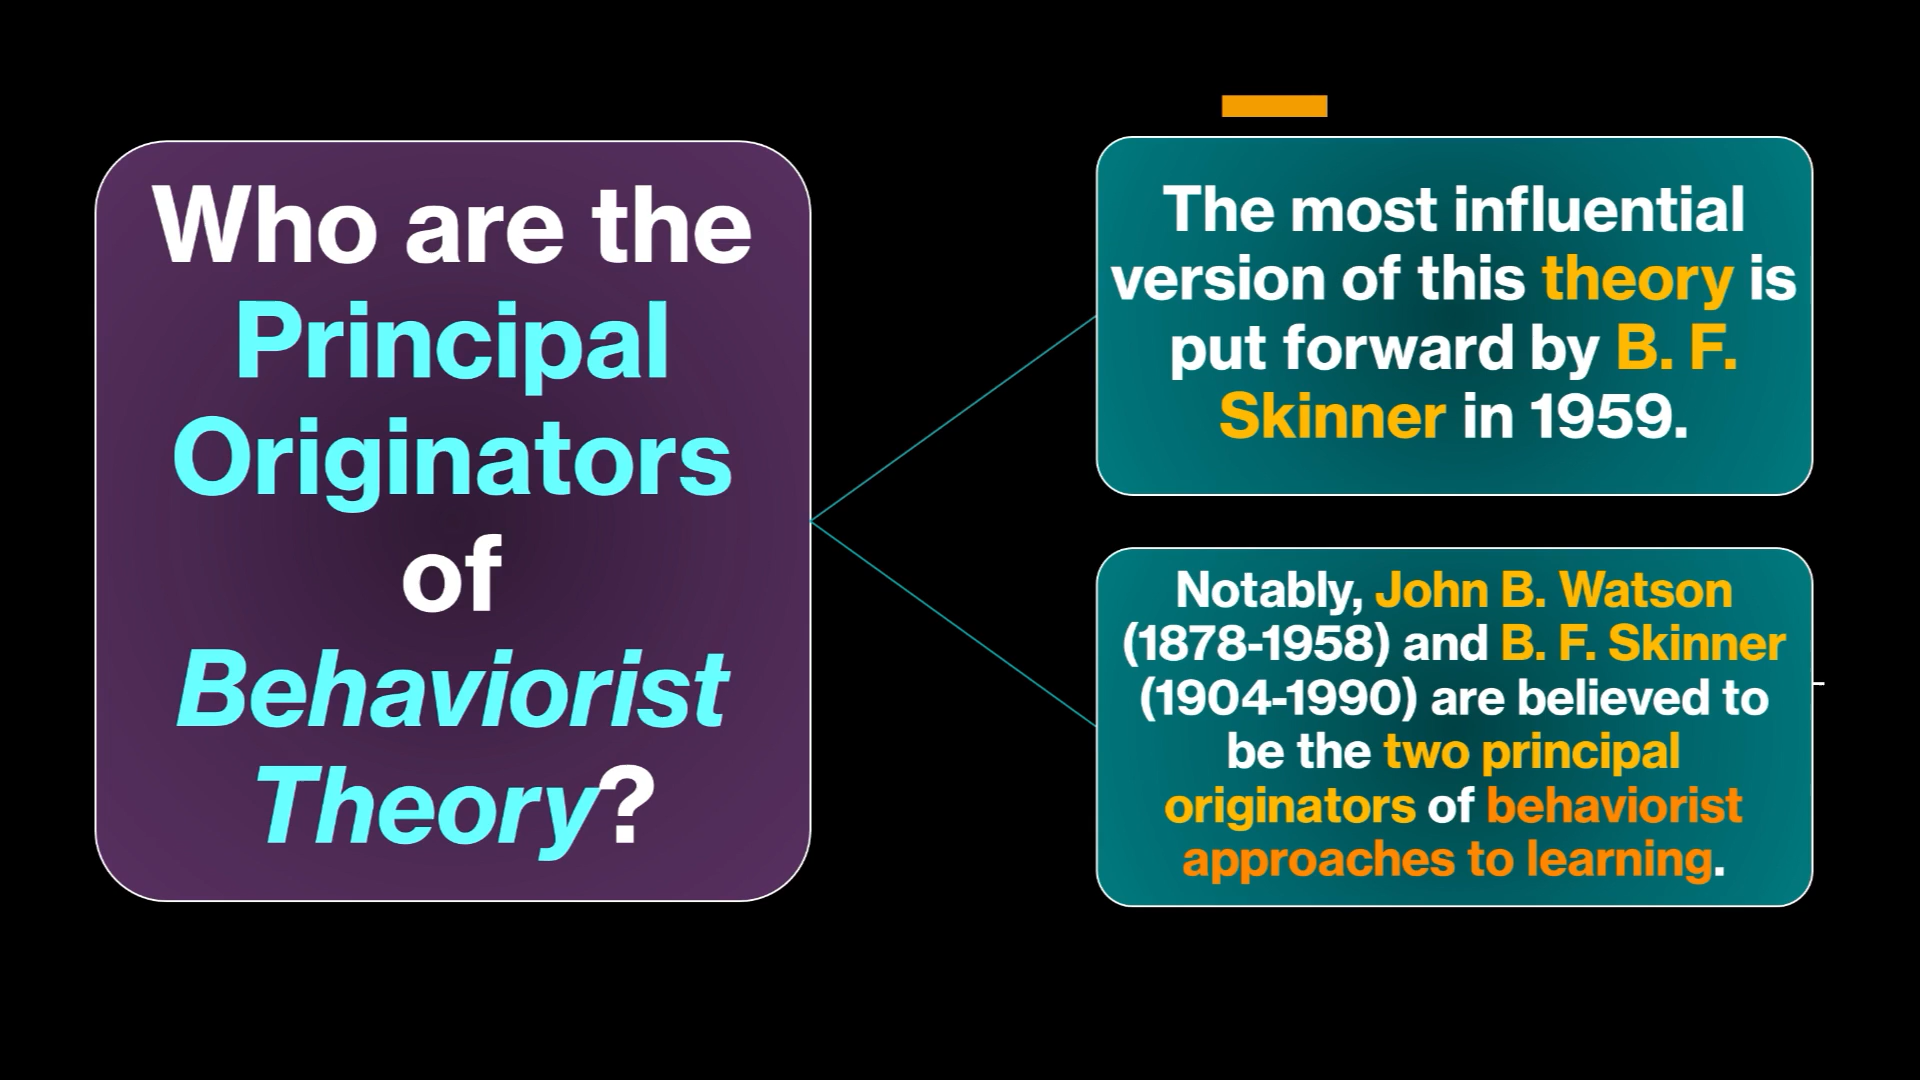 Who are the
Principal
Originators
of
Behaviorist
Theory?
The most influential
version of this theory is
put forward by B. F.
Skinner in 1959.
Notably, John B. Watson
(1878-1958) and B. F. Skinner
(1904-1990) are believed to
be the two principal
originators of behaviorist
approaches to learning.